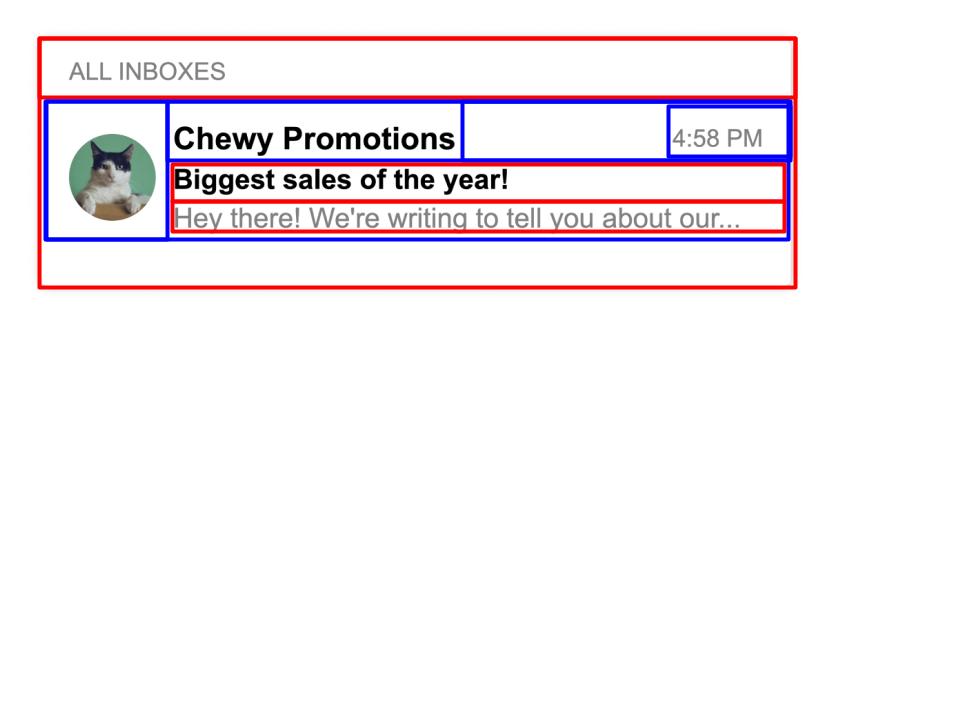 ALL INBOXES
Chewy Promotions 4:58 PM
Biggest sales of the year!
Hey there! We're writing to tell you about our...